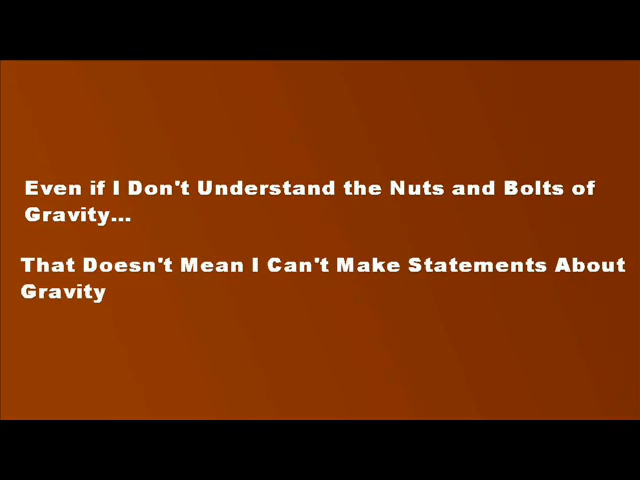 Even if I Don't Understand the Nuts and Bolts of
Gravity...
That Doesn't Mean I Can't Make Statements About
Gravity